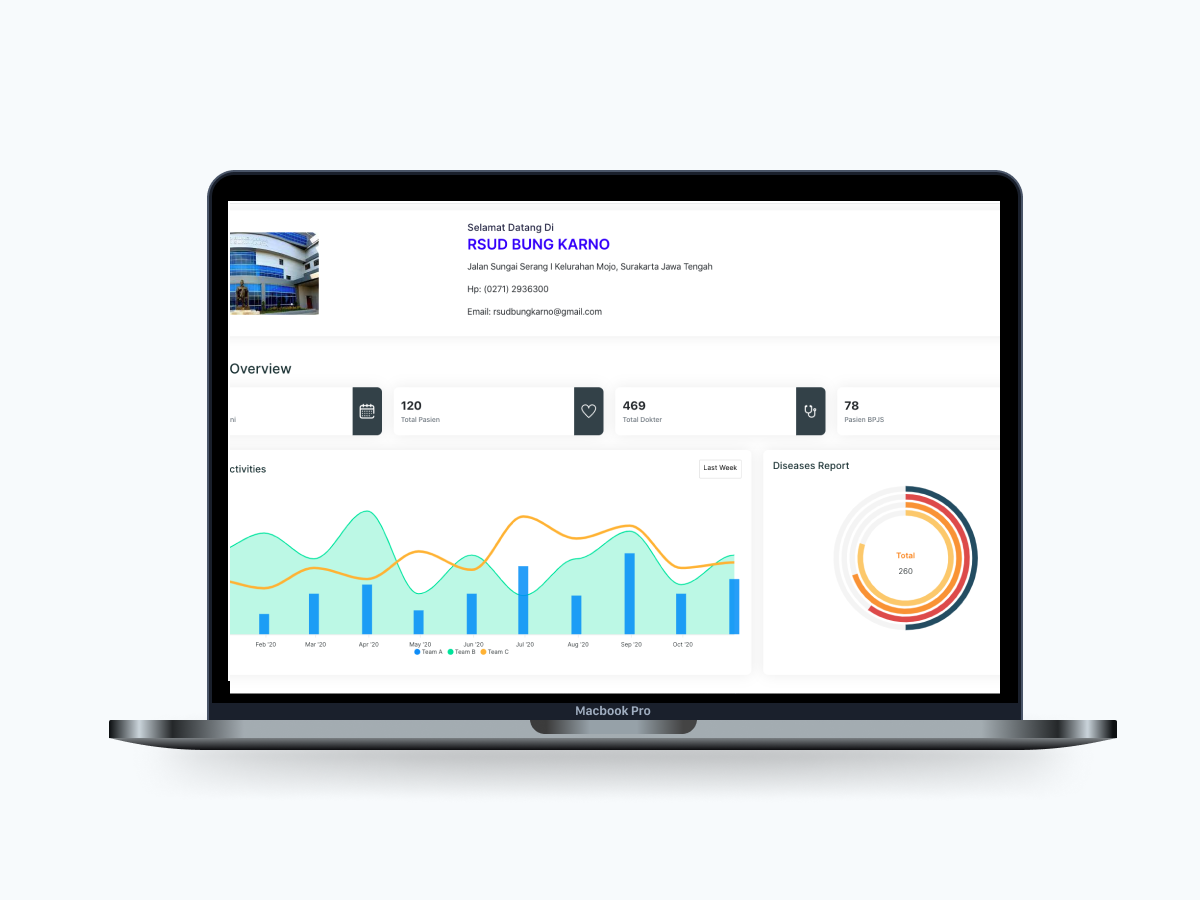 Selamat Datang Di
RSUD BUNG KARNO
Jalan Sungai Serang I Kelurahan Mojo, Surakarta Jawa Tengah
Hp: (0271) 2936300
Email: rsudbungkarno@gmail.com
Overview
ni
120
Total Pasien
469
Total Dokter
78
Pasien BPJS
ctivities
Last Week
Feb '20 Mar '20 Apr '20 May '20 Jun '20 Jul '20 Aug '20 Sep '20 Oct '20
Team A Team B Team C
Diseases Report
Total
260
Macbook Pro